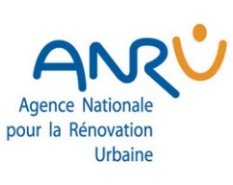 ANRU
Agence Nationale
pour la Rénovation
Urbaine